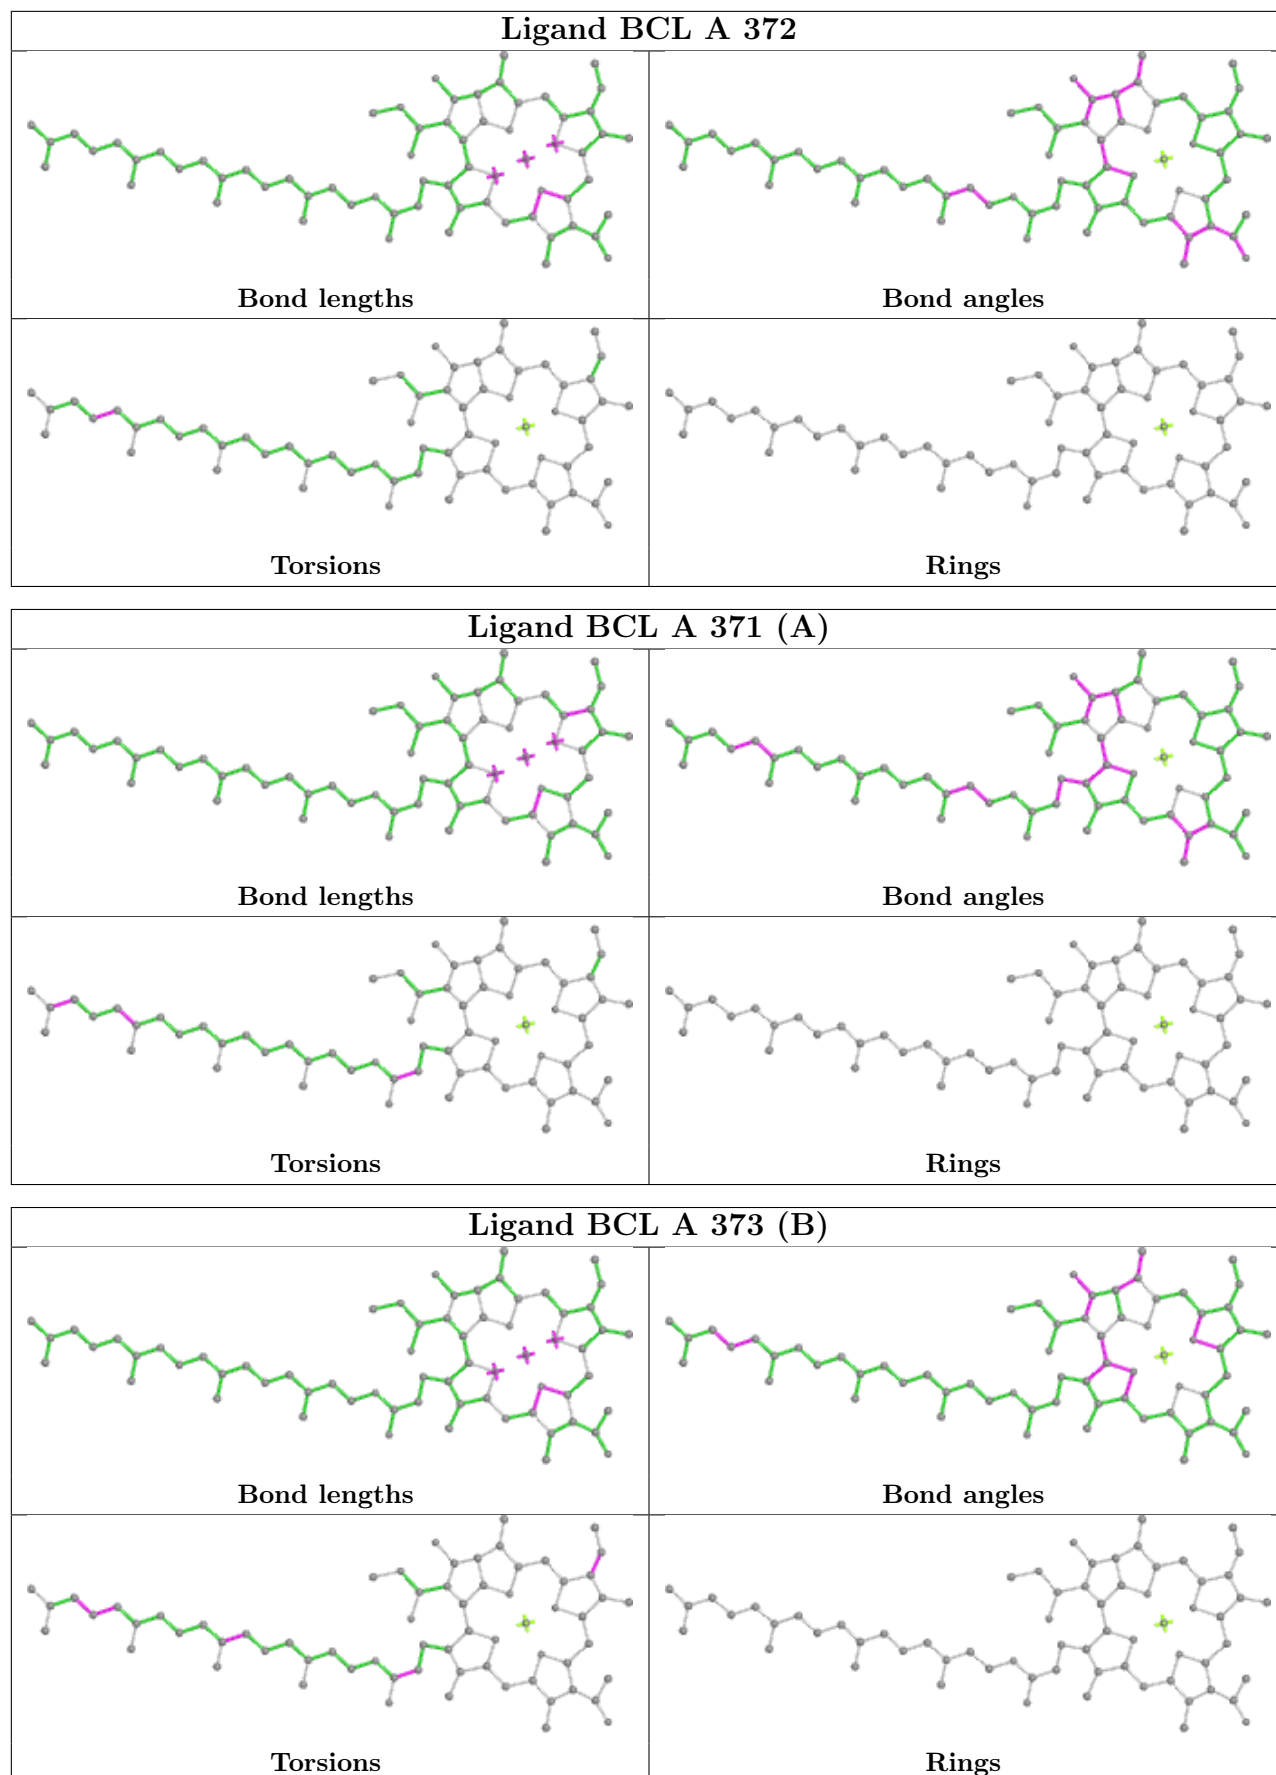 Ligand BCL A 372
Bond lengths
Bond angles
Torsions
Rings
Ligand BCL A 371 (A)
Bond lengths
Bond angles
Torsions
Rings
Ligand BCL A 373 (B)
Bond lengths
Bond angles
Torsions
Rings